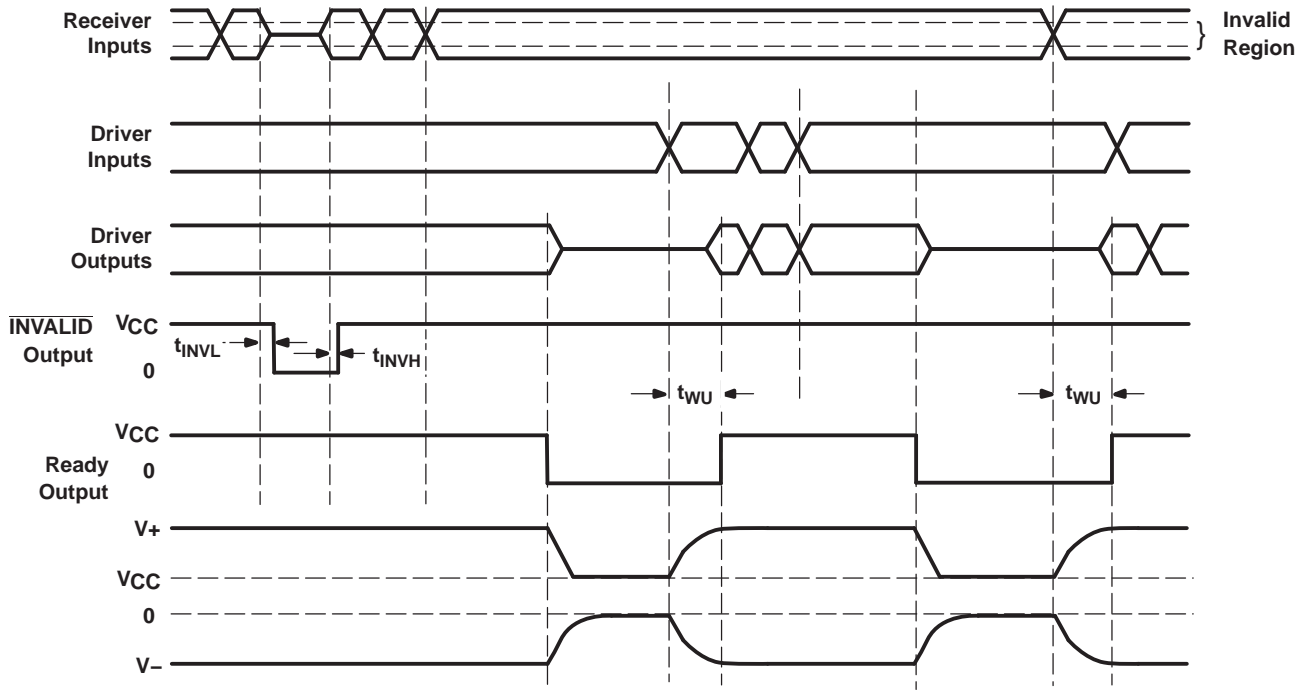 Receiver
Inputs
Invalid
Region
}
Driver
Inputs
Driver
Outputs
INVALID
Output
VCC
0
tINVL
tINVH
tWU
tWU
Ready
Output
VCC
0
V+
VCC
0
V–